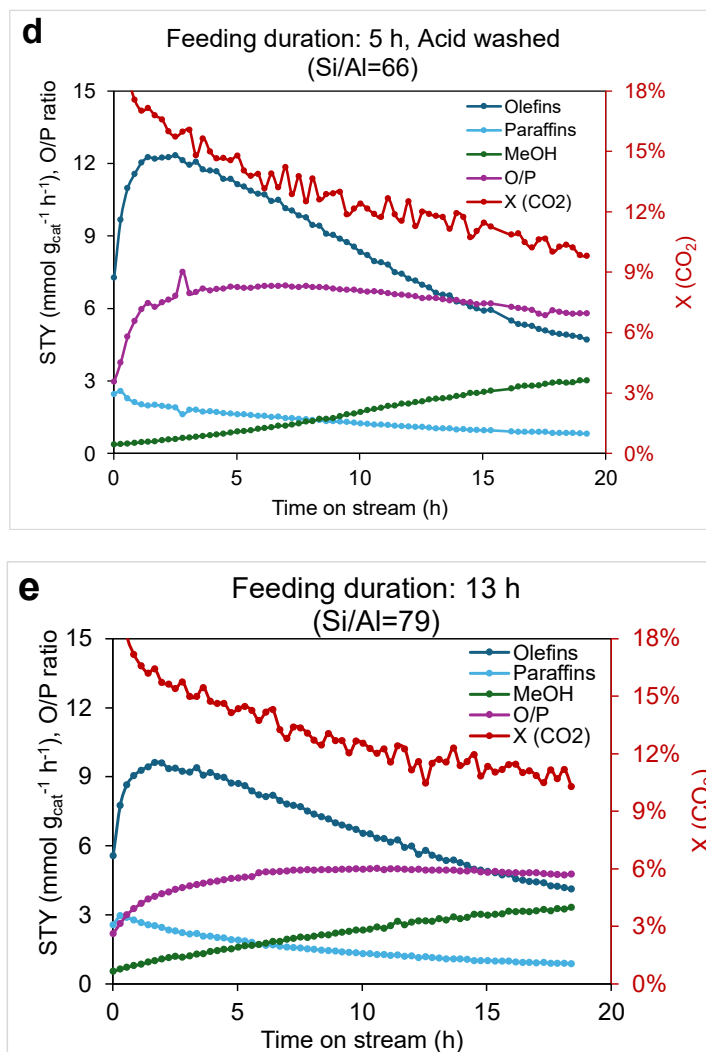 d
Feeding duration: 5 h, Acid washed
(Si/Al=66)
STY (mmol gcat-1 h-1), O/P ratio
15
12
9
6
3
0
Olefins
Paraffins
MeOH
O/P
X (CO2)
18%
15%
12%
9%
6%
3%
0%
X (CO2)
0 5 10 15 20
Time on stream (h)
e
Feeding duration: 13 h
(Si/Al=79)
STY (mmol gcat-1 h-1), O/P ratio
15
12
9
6
3
0
Olefins
Paraffins
MeOH
O/P
X (CO2)
18%
15%
12%
9%
6%
3%
0%
X (CO2)
0 5 10 15 20
Time on stream (h)